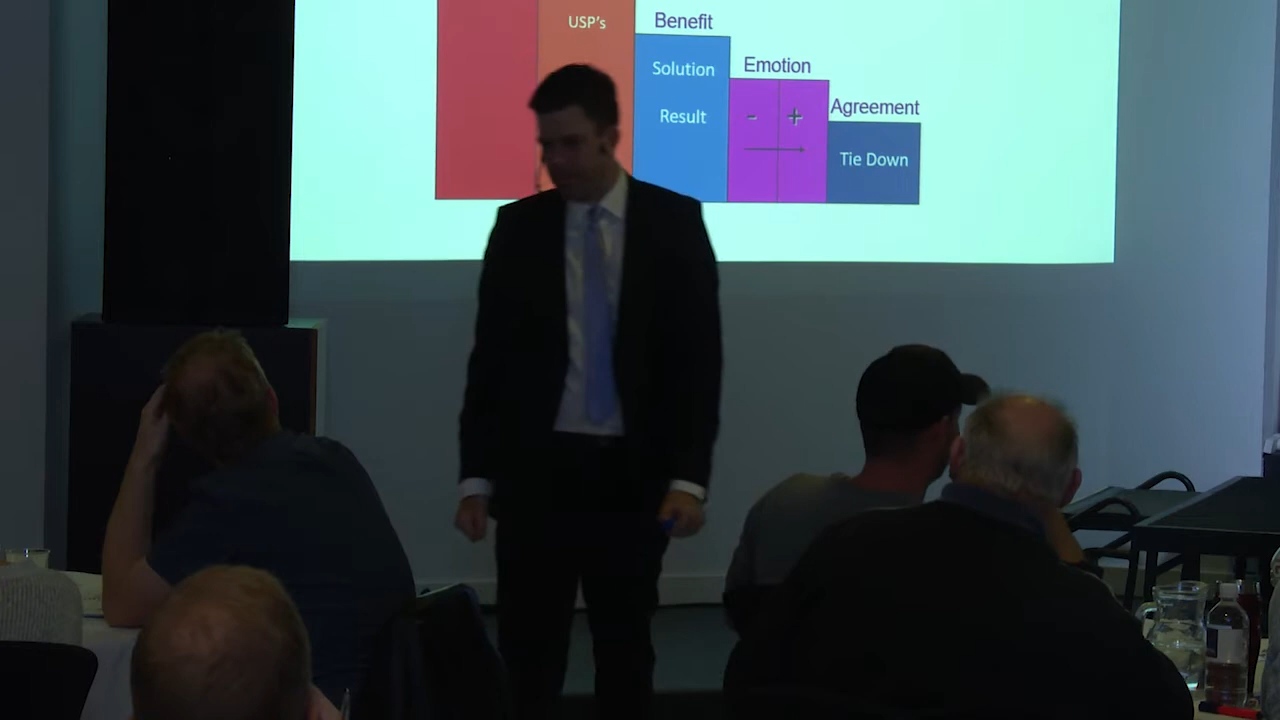 USP's
Benefit
Solution
Result
Emotion
- +
Agreement
Tie Down